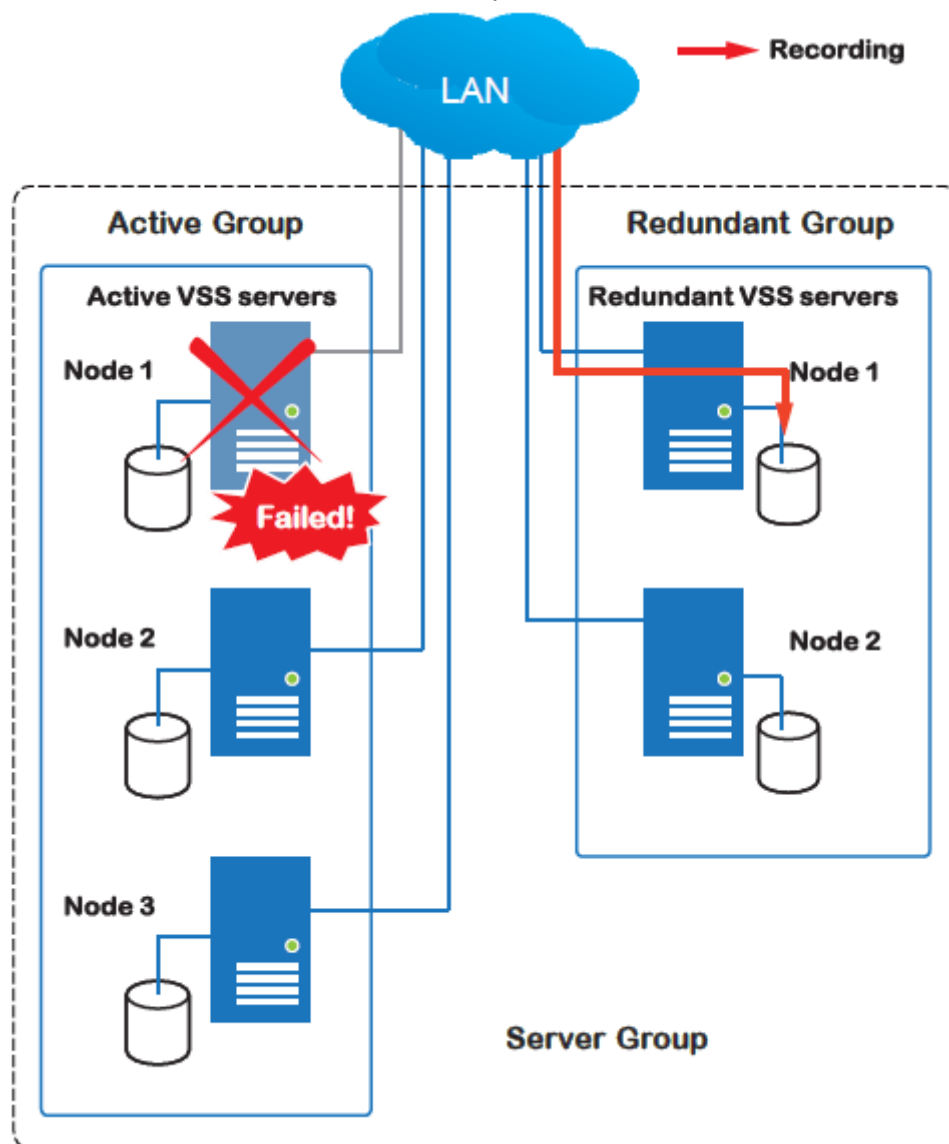 LAN
Recording
Active Group
Redundant Group
Active VSS servers
Redundant VSS servers
Node 1
Node 1
Failed!
Node 2
Node 2
Node 3
Server Group